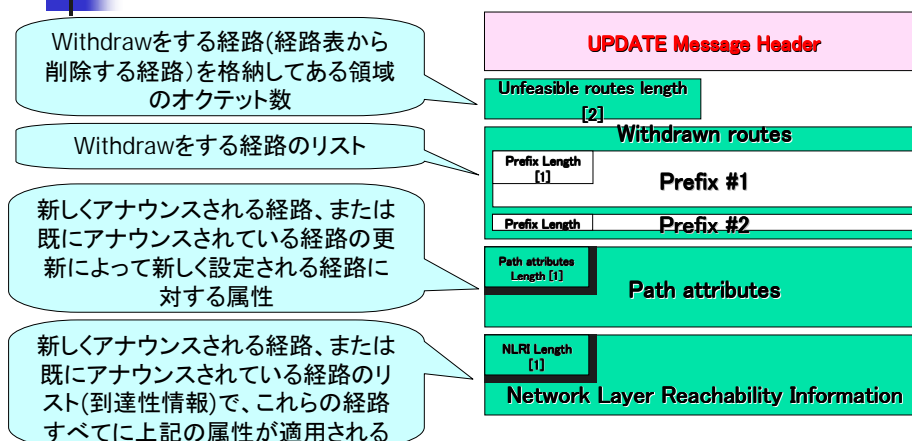 Withdrawをする経路(経路表から
削除する経路）を格納してある領域
のオクテット数
Withdrawをする経路のリスト
新しくアナウンスされる経路、または
既にアナウンスされている経路の更
新によって新しく設定される経路に
対する属性
新しくアナウンスされる経路、または
既にアナウンスされている経路のリ
スト(到達性情報)で、これらの経路
すべてに上記の属性が適用される
UPDATE Message Header
Unfeasible routes length
[2]
Withdrawn routes
Prefix Length
[1]
Prefix #1
Prefix Length
Prefix #2
Path attributes
Length [1]
Path attributes
NLRI Length
[1]
Network Layer Reachability Information